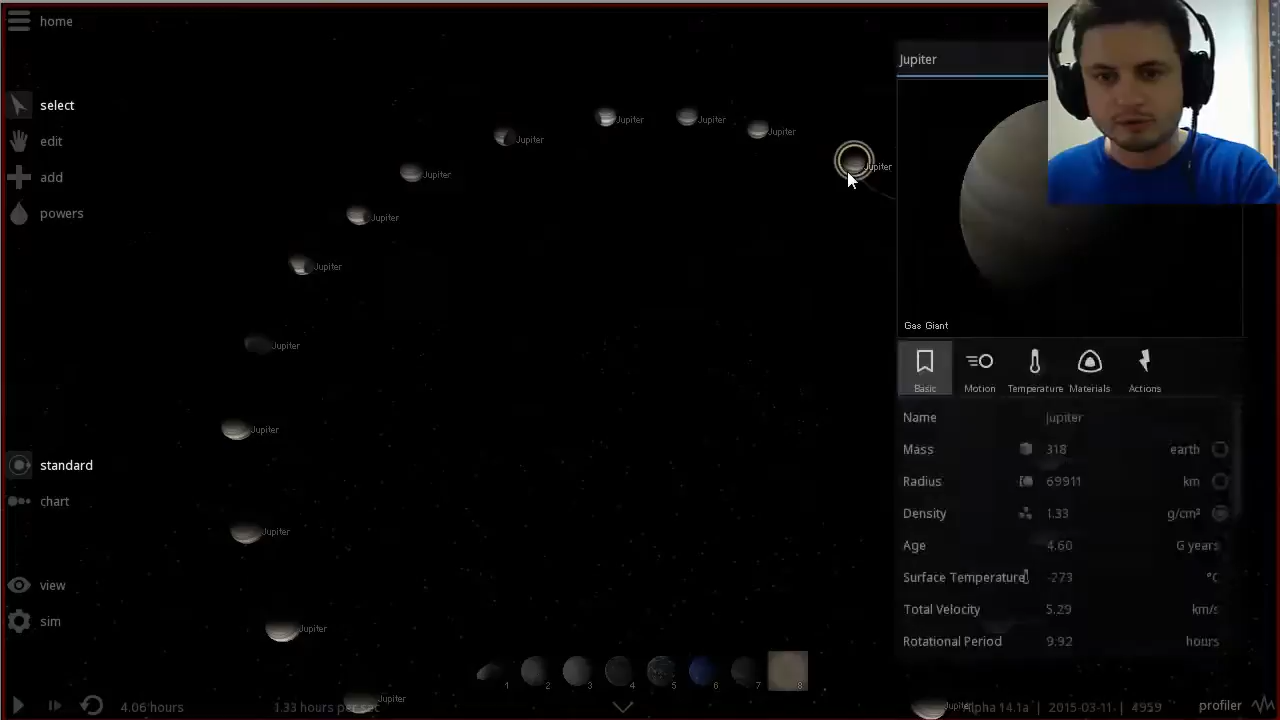 home
Jupiter
select
edit
add
powers
Jupiter
Jupiter
Jupiter
Jupiter
Jupiter
Jupiter
Jupiter
Jupiter
Jupiter
Jupiter
Jupiter
Jupiter
Jupiter
Jupiter
Gas Giant
Basic
Motion
Temperature
Materials
Actions
Name Jupiter
Mass 318 earth
Radius 69911 km
Density 1.33 g/cm³
Age 4.60 G years
Surface Temperature -273 °C
Total Velocity 5.29 km/s
Rotational Period 9.92 hours
standard
chart
view
sim
1 2 3 4 5 6 7 8
4.06 hours
1.33 hours per sec
lpha 14.1a | 2015-03-11 | 4959
profiler